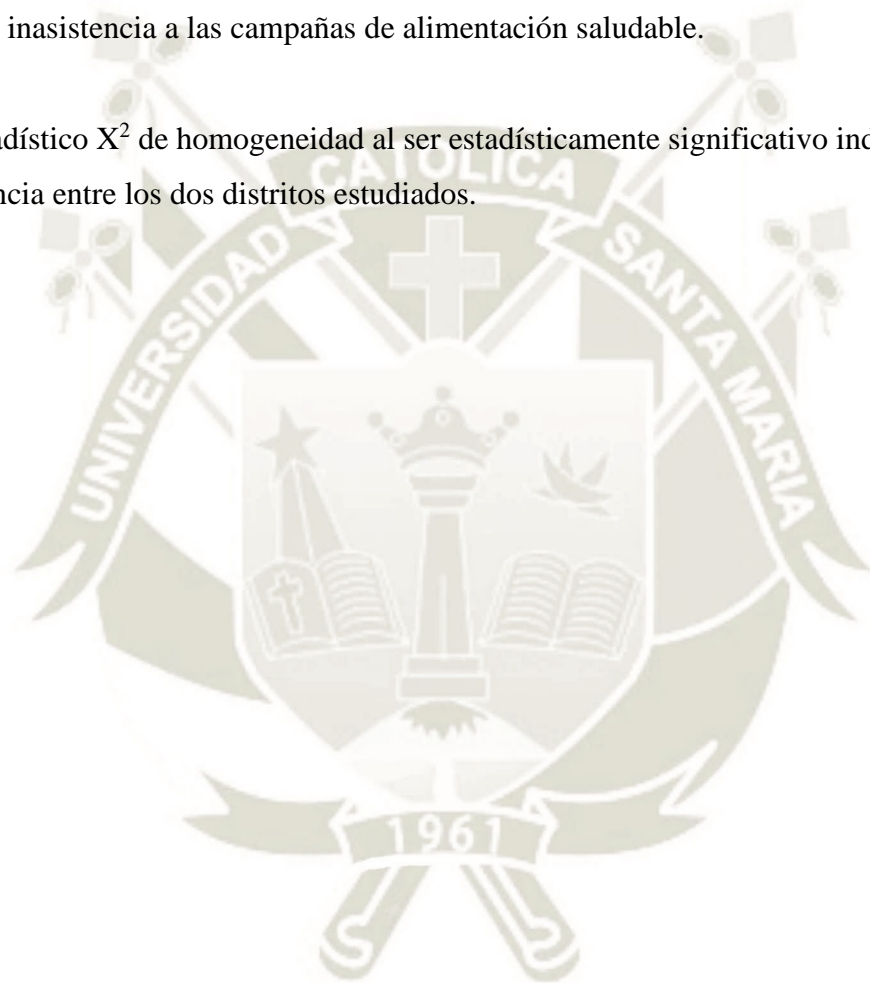 inasistencia a las campañas de alimentación saludable.
adístico X² de homogeneidad al ser estadísticamente significativo ind
ncia entre los dos distritos estudiados.
UNIVERSIDAD CATOLICA SANTA MARIA
1961